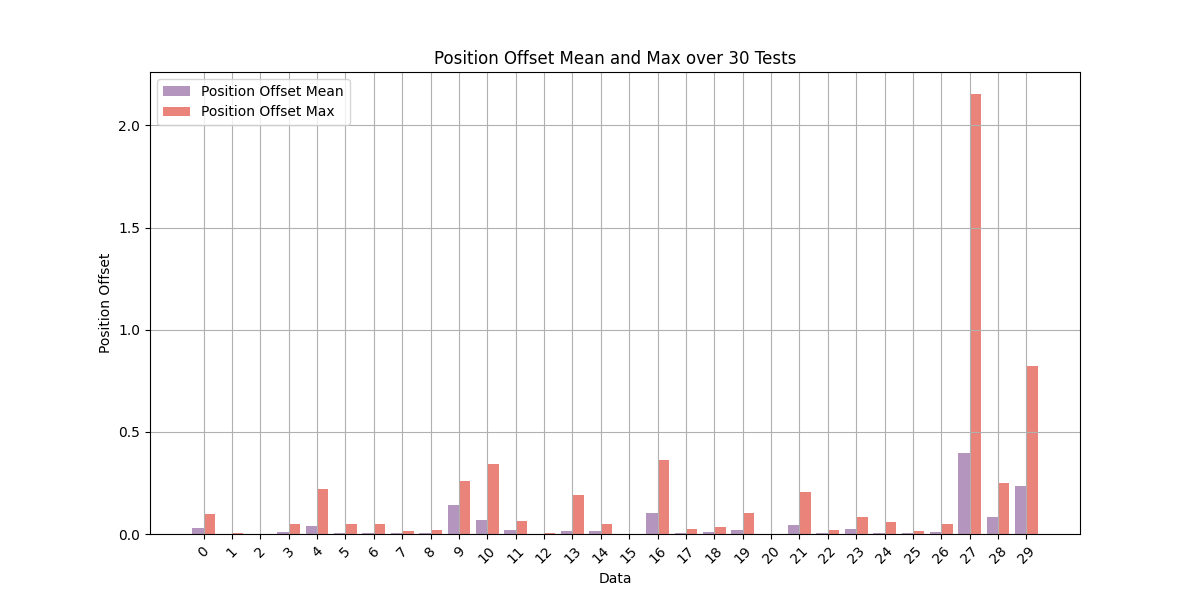 Position Offset Mean and Max over 30 Tests
Position Offset Mean
Position Offset Max
Position Offset
2.0
1.5
1.0
0.5
0.0
0 1 2 3 4 5 6 7 8 9 10 11 12 13 14 15 16 17 18 19 20 21 22 23 24 25 26 27 28 29
Data